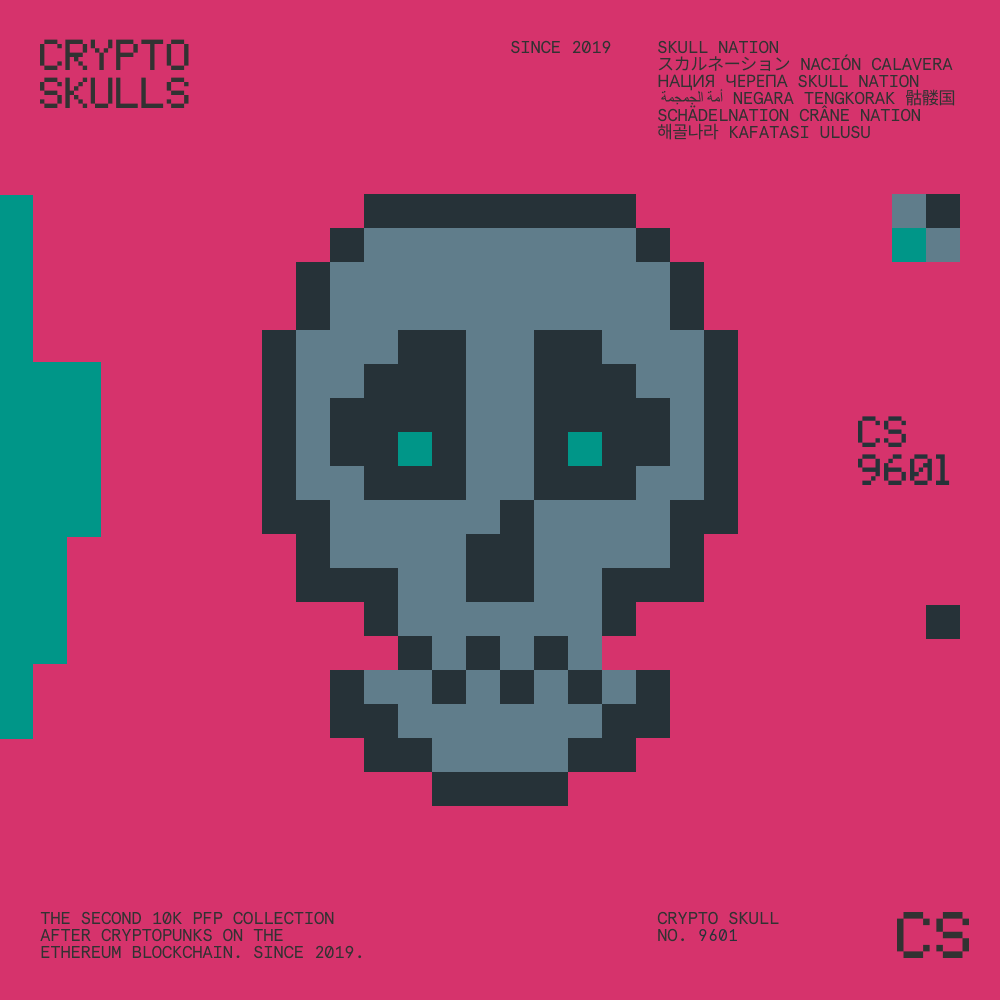 CRYPTO
SKULLS
SINCE 2019
SKULL NATION
スカルネーション NACIÓN CALAVERA
НАЦИЯ ЧЕРЕПА SKULL NATION
أمة الجمجمة NEGARA TENGKORAK 骷髅国
SCHÄDELNATION CRÂNE NATION
해골나라 KAFATASI ULUSU
CS
9601
THE SECOND 10K PFP COLLECTION
AFTER CRYPTOPUNKS ON THE
ETHEREUM BLOCKCHAIN. SINCE 2019.
CRYPTO SKULL
NO. 9601
CS